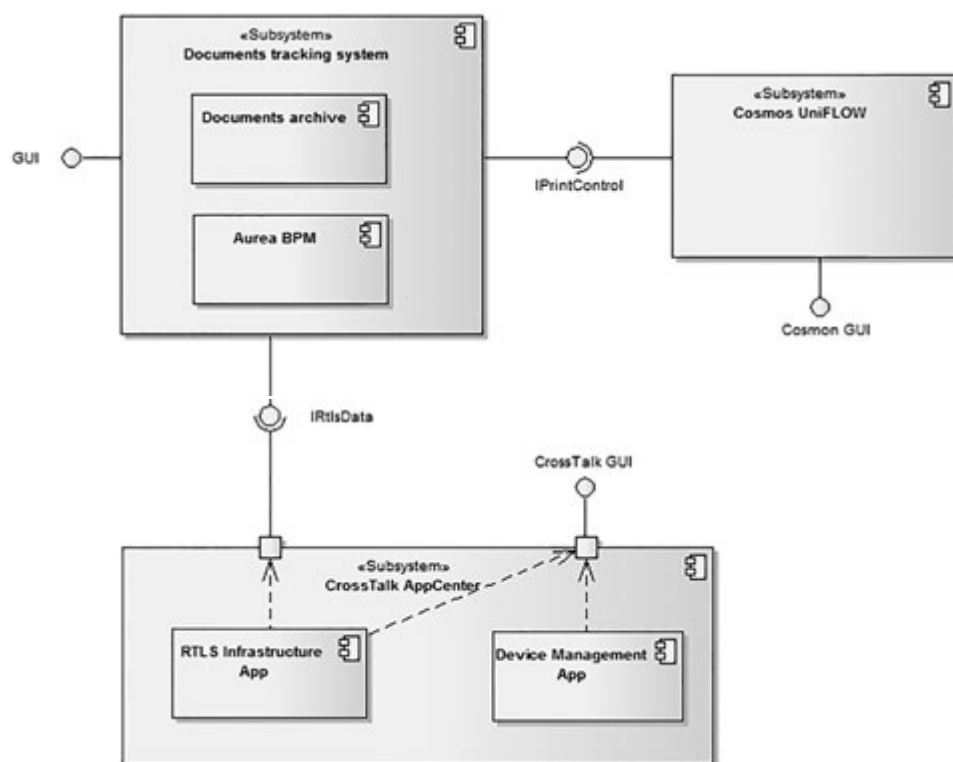 «Subsystem»
Documents tracking system
Documents archive
Aurea BPM
GUI
IPrintControl
«Subsystem»
Cosmos UniFLOW
Cosmon GUI
IRtlsData
CrossTalk GUI
«Subsystem»
CrossTalk AppCenter
RTLS Infrastructure
App
Device Management
App